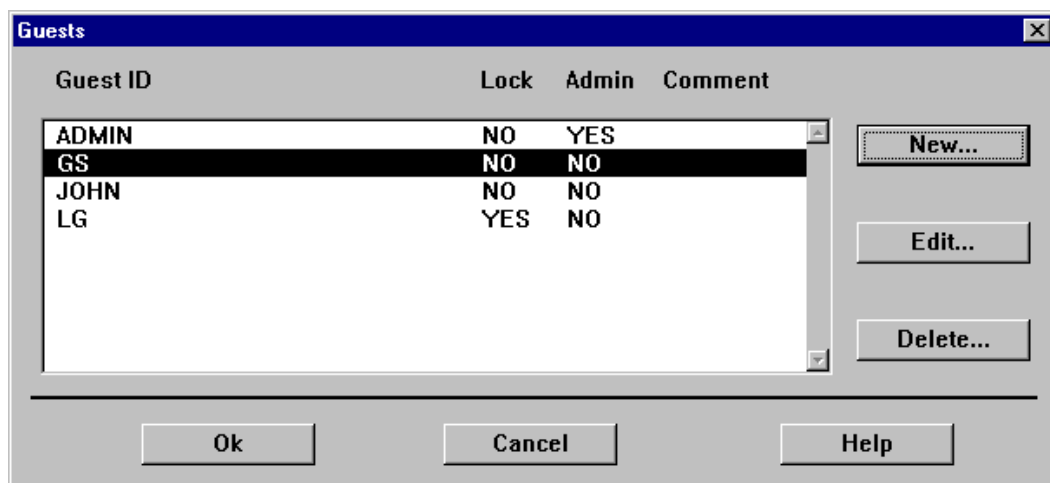 Guests
Guest ID Lock Admin Comment
ADMIN NO YES
GS NO NO
JOHN NO NO
LG YES NO
New...
Edit...
Delete...
Ok Cancel Help